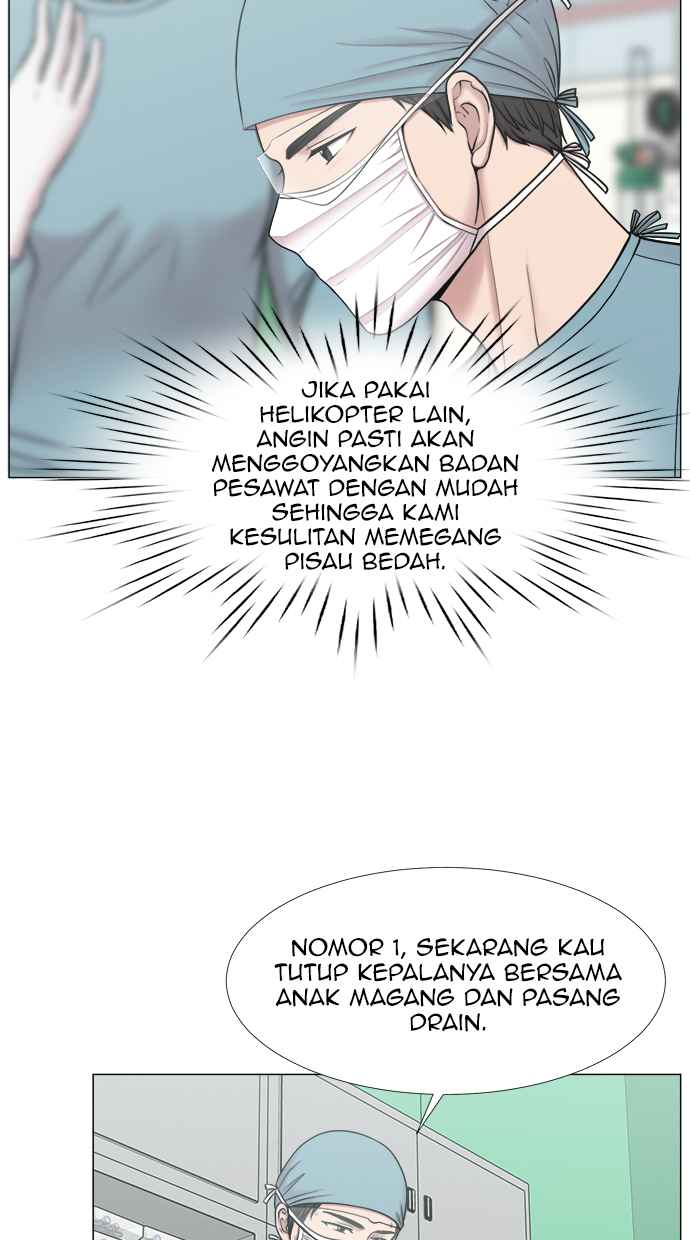 JIKA PAKAI
HELIKOPTER LAIN,
ANGIN PASTI AKAN
MENGGOYANGKAN BADAN
PESAWAT DENGAN MUDAH
SEHINGGA KAMI
KESULITAN MEMEGANG
PISAU BEDAH.
NOMOR 1, SEKARANG KAU
TUTUP KEPALANYA BERSAMA
ANAK MAGANG DAN PASANG
DRAIN.